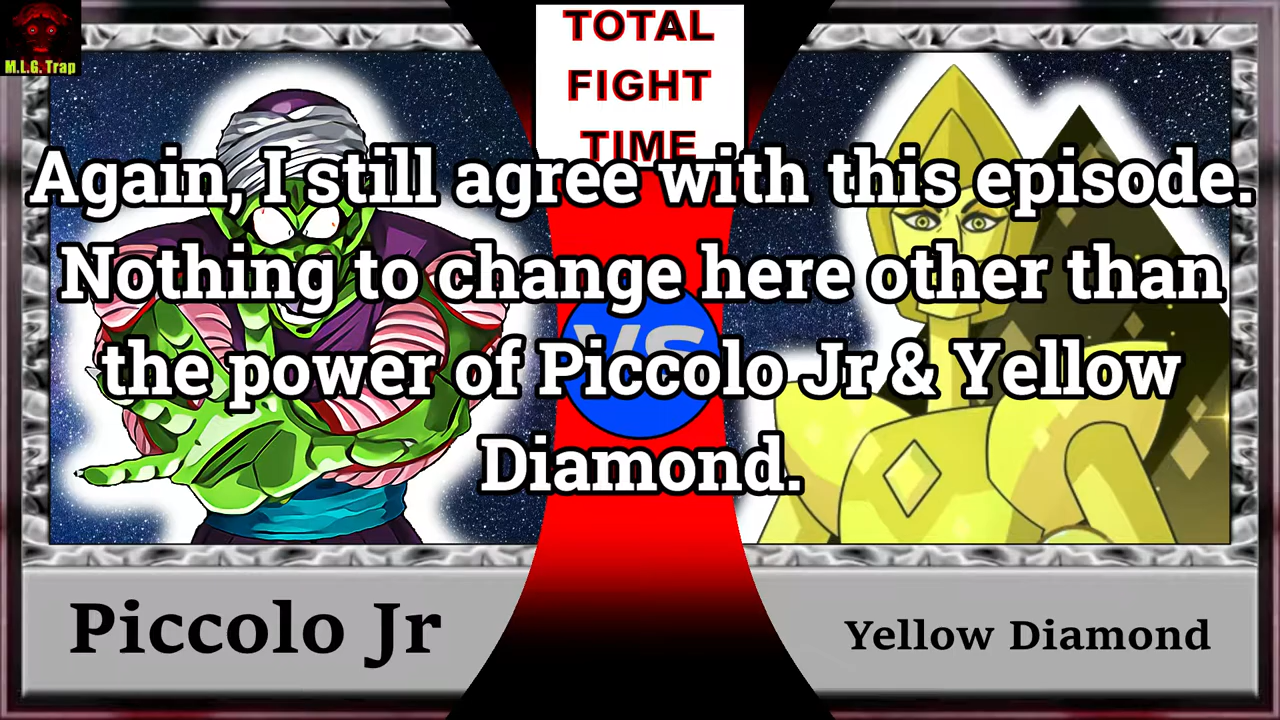 M.L.G. Trap
TOTAL
FIGHT
TIME
Again, I still agree with this episode.
Nothing to change here other than
VS
the power of Piccolo Jr & Yellow
Diamond.
Piccolo Jr
Yellow Diamond